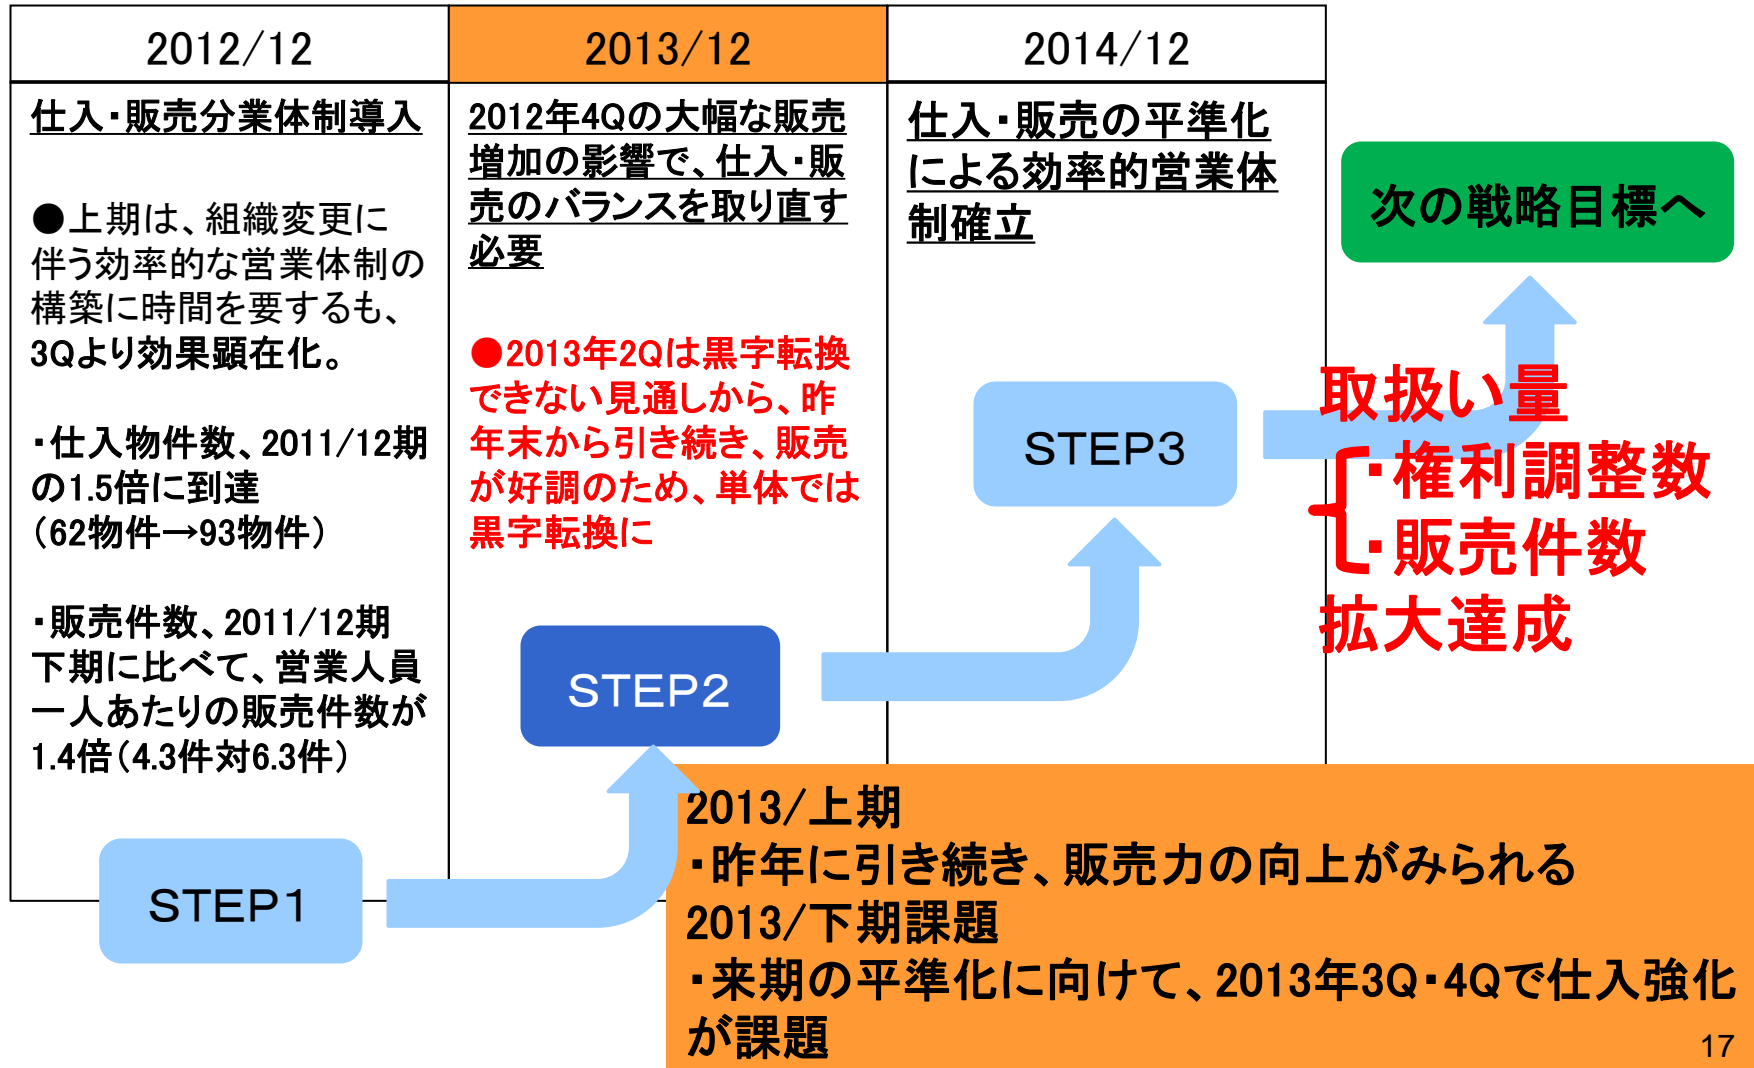 2012/12
仕入・販売分業体制導入
●上期は、組織変更に
伴う効率的な営業体制の
構築に時間を要するも、
3Qより効果顕在化。
・仕入物件数、2011/12期
の1.5倍に到達
（62物件→93物件）
・販売件数、2011/12期
下期に比べて、営業人員
一人あたりの販売件数が
1.4倍（4.3件対6.3件）
STEP1
2013/12
2012年4Qの大幅な販売
増加の影響で、仕入・販
売のバランスを取り直す
必要
●2013年2Qは黒字転換
できない見通しから、昨
年末から引き続き、販売
が好調のため、単体では
黒字転換に
STEP2
2014/12
仕入・販売の平準化
による効率的営業体
制確立
STEP3
次の戦略目標へ
取扱い量
・権利調整数
・販売件数
拡大達成
2013/上期
・昨年に引き続き、販売力の向上がみられる
2013/下期課題
・来期の平準化に向けて、2013年3Q・4Qで仕入強化
が課題
17